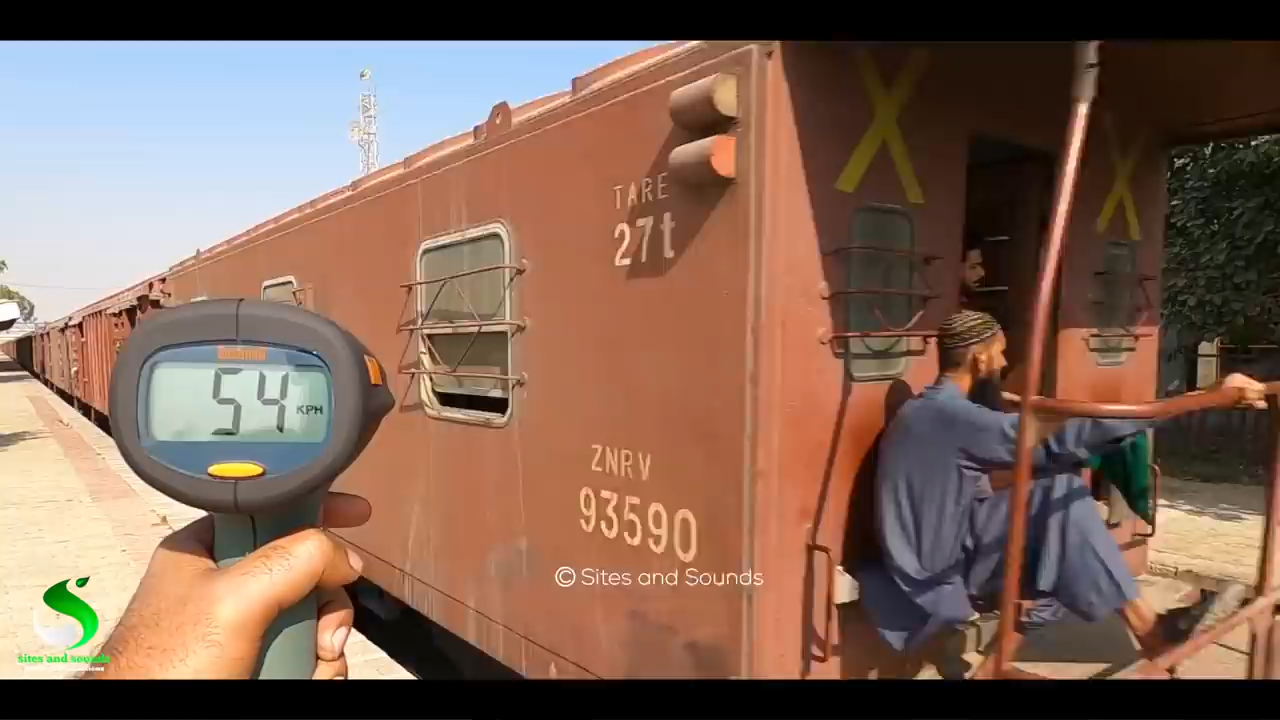 TARE
27t
54 KPH
ZNRV
93590
© Sites and Sounds
sites and sounds